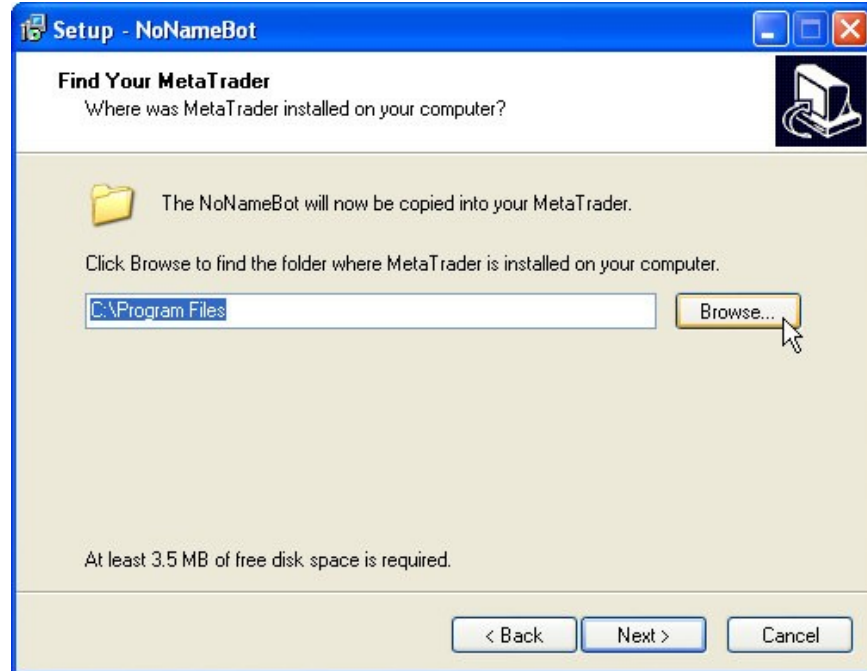 Setup - NoNameBot
Find Your MetaTrader
Where was MetaTrader installed on your computer?
The NoNameBot will now be copied into your MetaTrader.
Click Browse to find the folder where MetaTrader is installed on your computer.
C:\Program Files
Browse...
At least 3.5 MB of free disk space is required.
< Back
Next >
Cancel